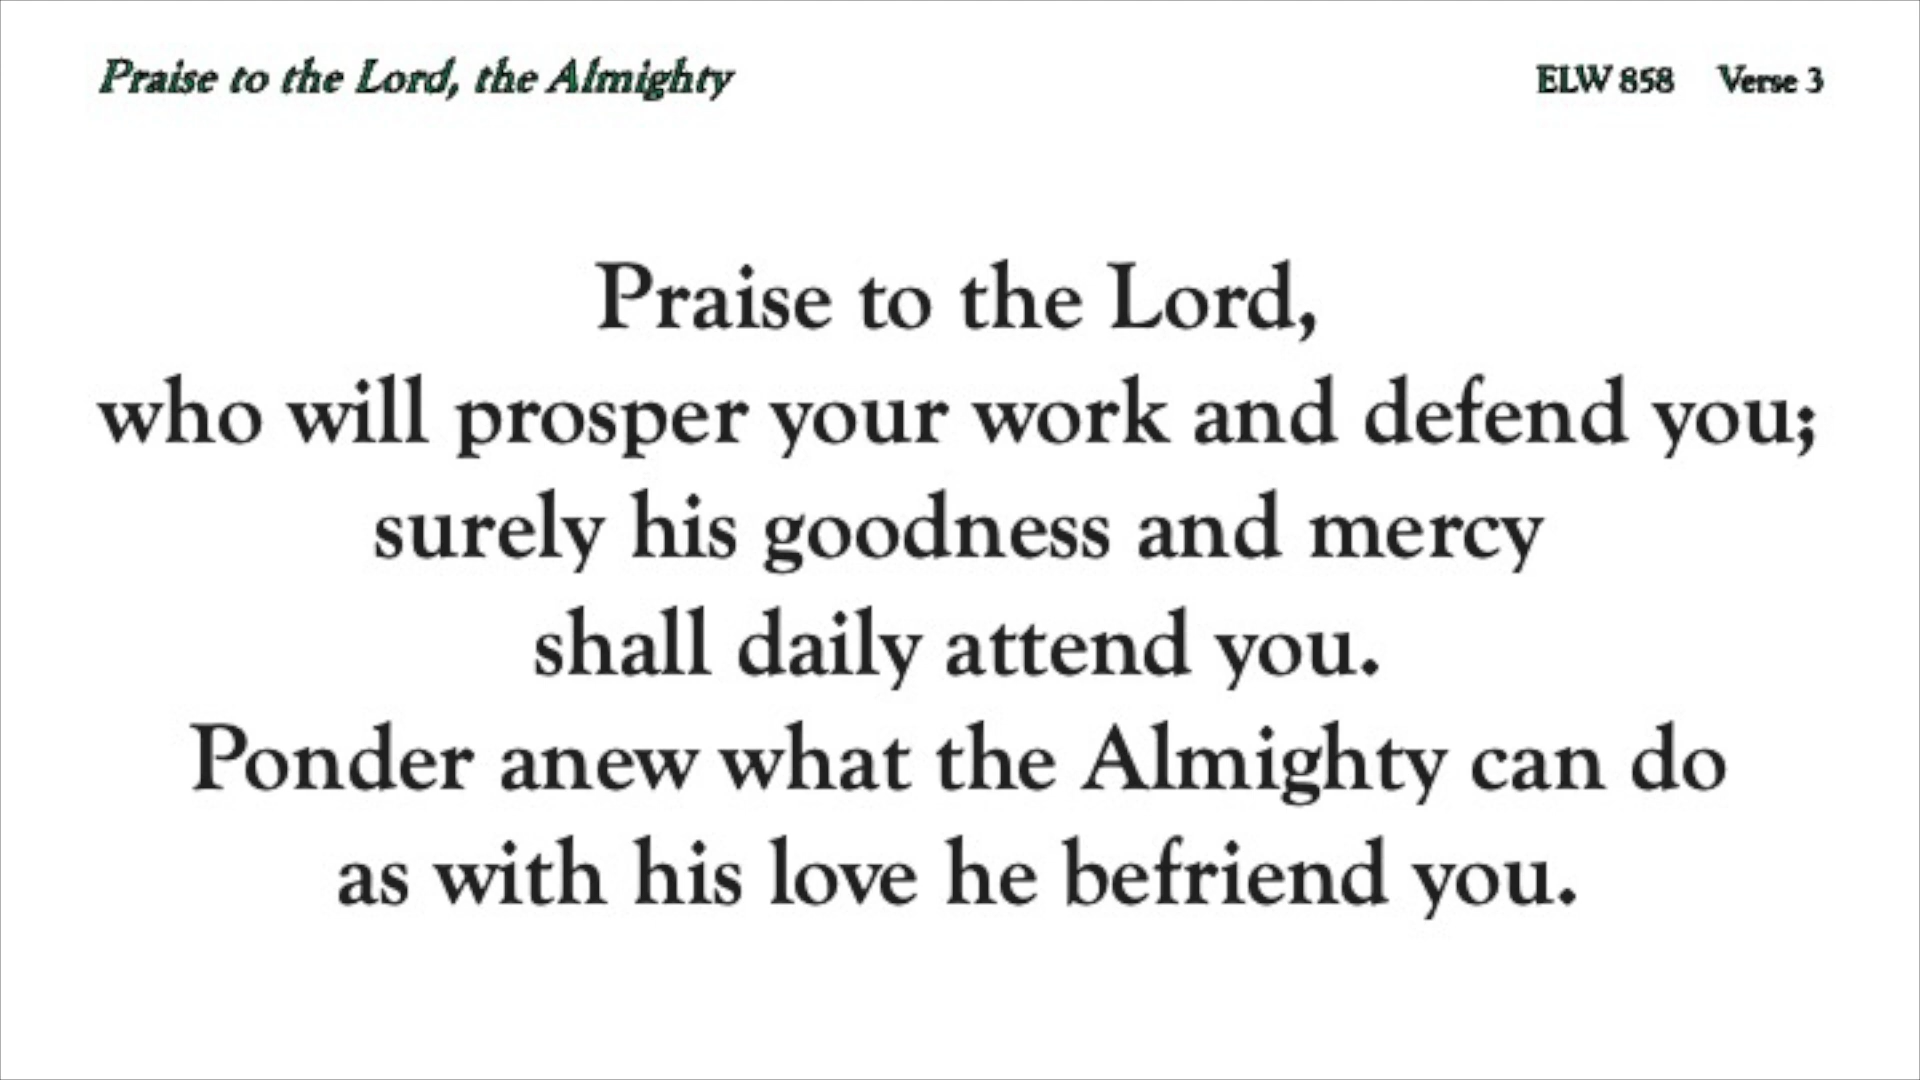 Praise to the Lord, the Almighty ELW 858 Verse 3
Praise to the Lord,
who will prosper your work and defend you;
surely his goodness and mercy
shall daily attend you.
Ponder anew what the Almighty can do
as with his love he befriend you.